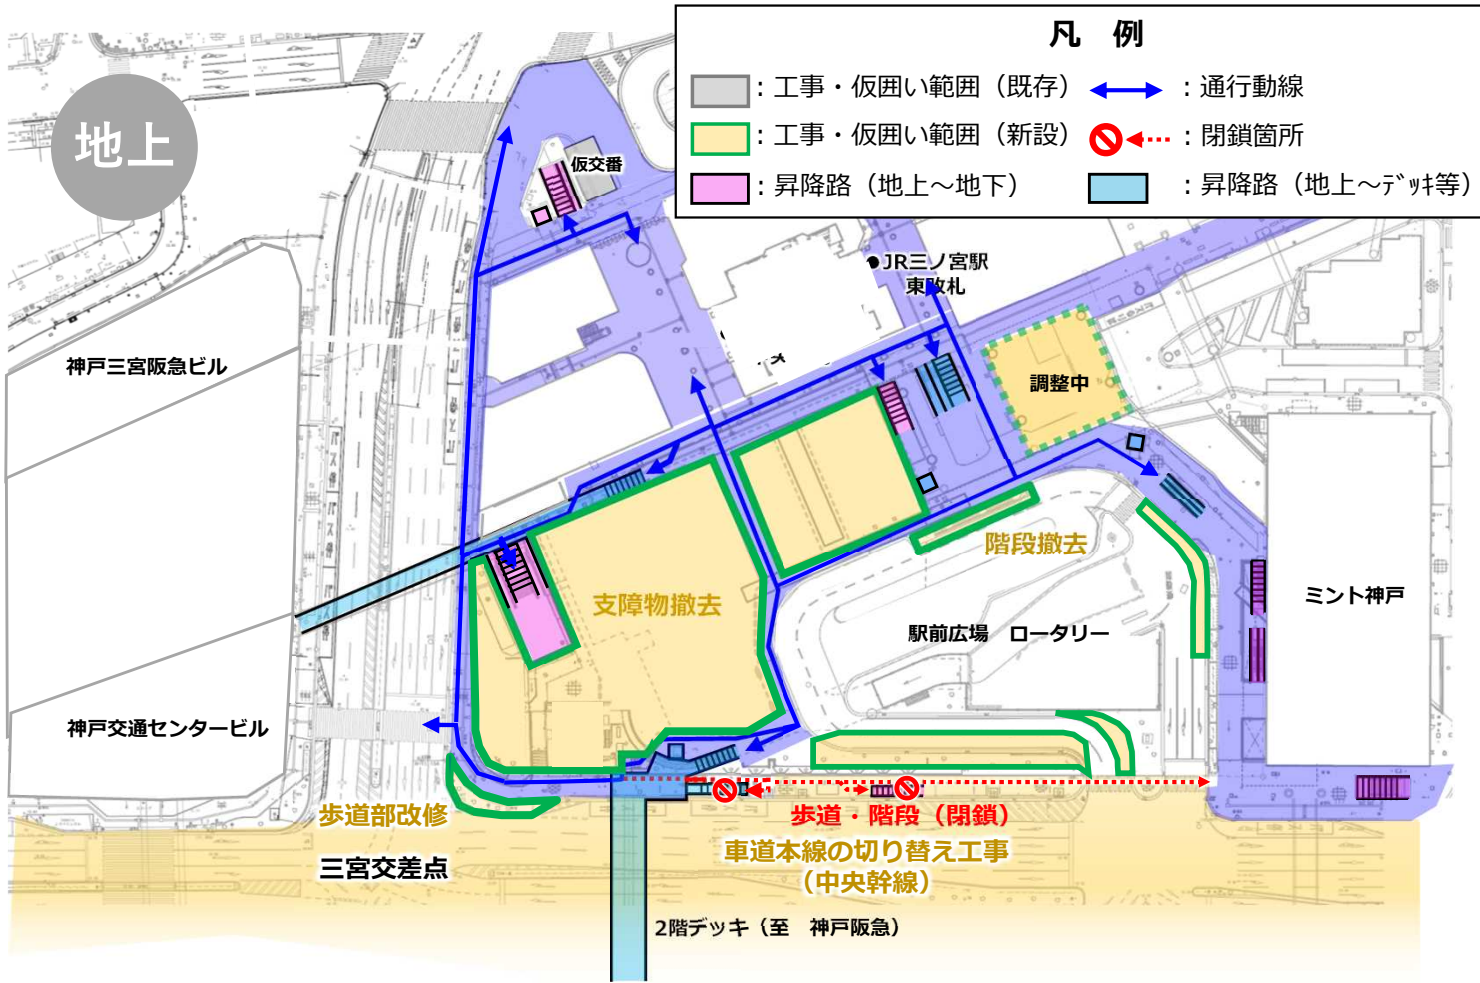 凡 例
：工事・仮囲い範囲（既存）
：通行動線
：工事・仮囲い範囲（新設）
：閉鎖箇所
：昇降路（地上～地下）
：昇降路（地上～ﾃﾞｯｷ等）
地上
仮交番
●JR三ノ宮駅
東改札
神戸三宮阪急ビル
調整中
階段撤去
支障物撤去
ミント神戸
駅前広場 ロータリー
神戸交通センタービル
歩道部改修
歩道・階段（閉鎖）
三宮交差点
車道本線の切り替え工事
（中央幹線）
2階デッキ（至 神戸阪急）